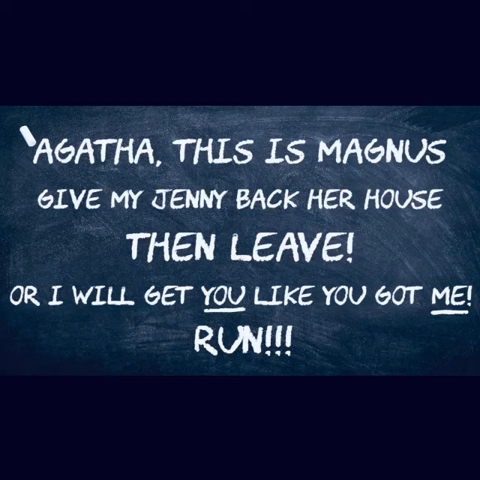 AGATHA, THIS IS MAGNUS
GIVE MY JENNY BACK HER HOUSE
THEN LEAVE!
OR I WILL GET YOU LIKE YOU GOT ME!
RUN!!!